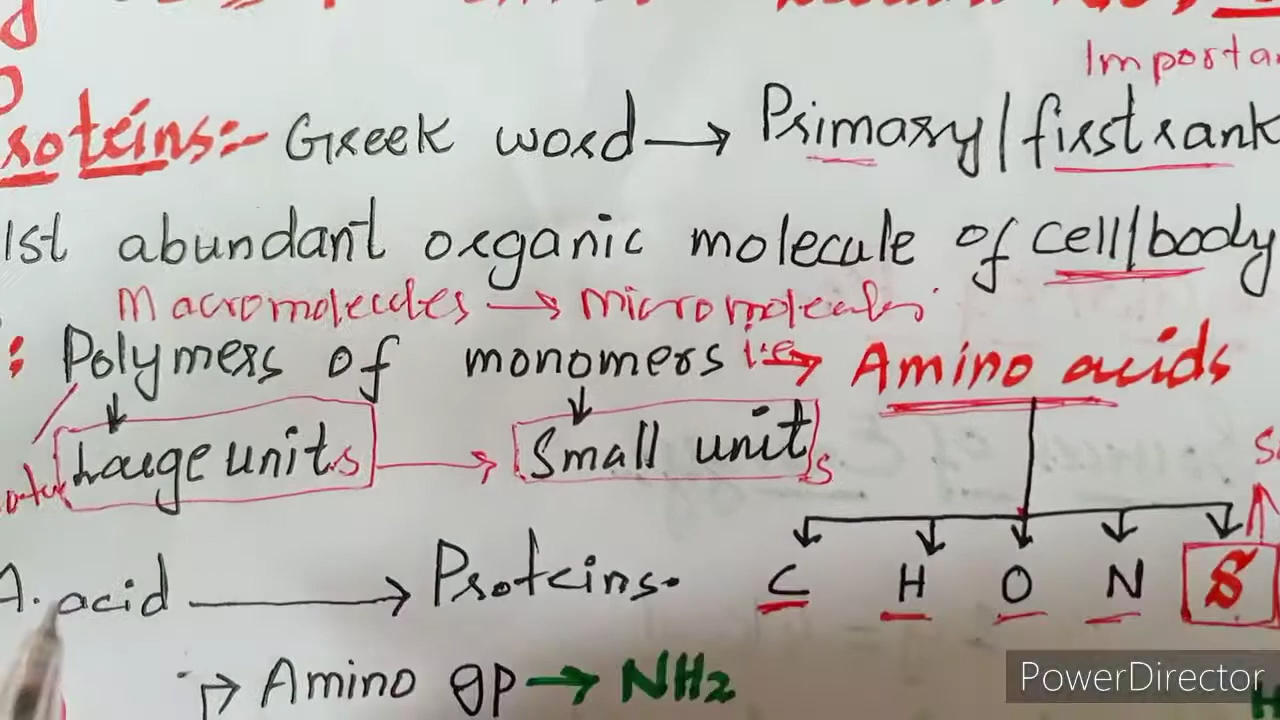 Importa
Proteins:- Greek word → Primary/first rank
1st abundant organic molecule of cell/body
Macromolecules → micromolecules
: Polymers of monomers i.e → Amino acids
Large units → Small units
A. acid → Proteins.
C H O N S
Amino gp → NH2
PowerDirector
H